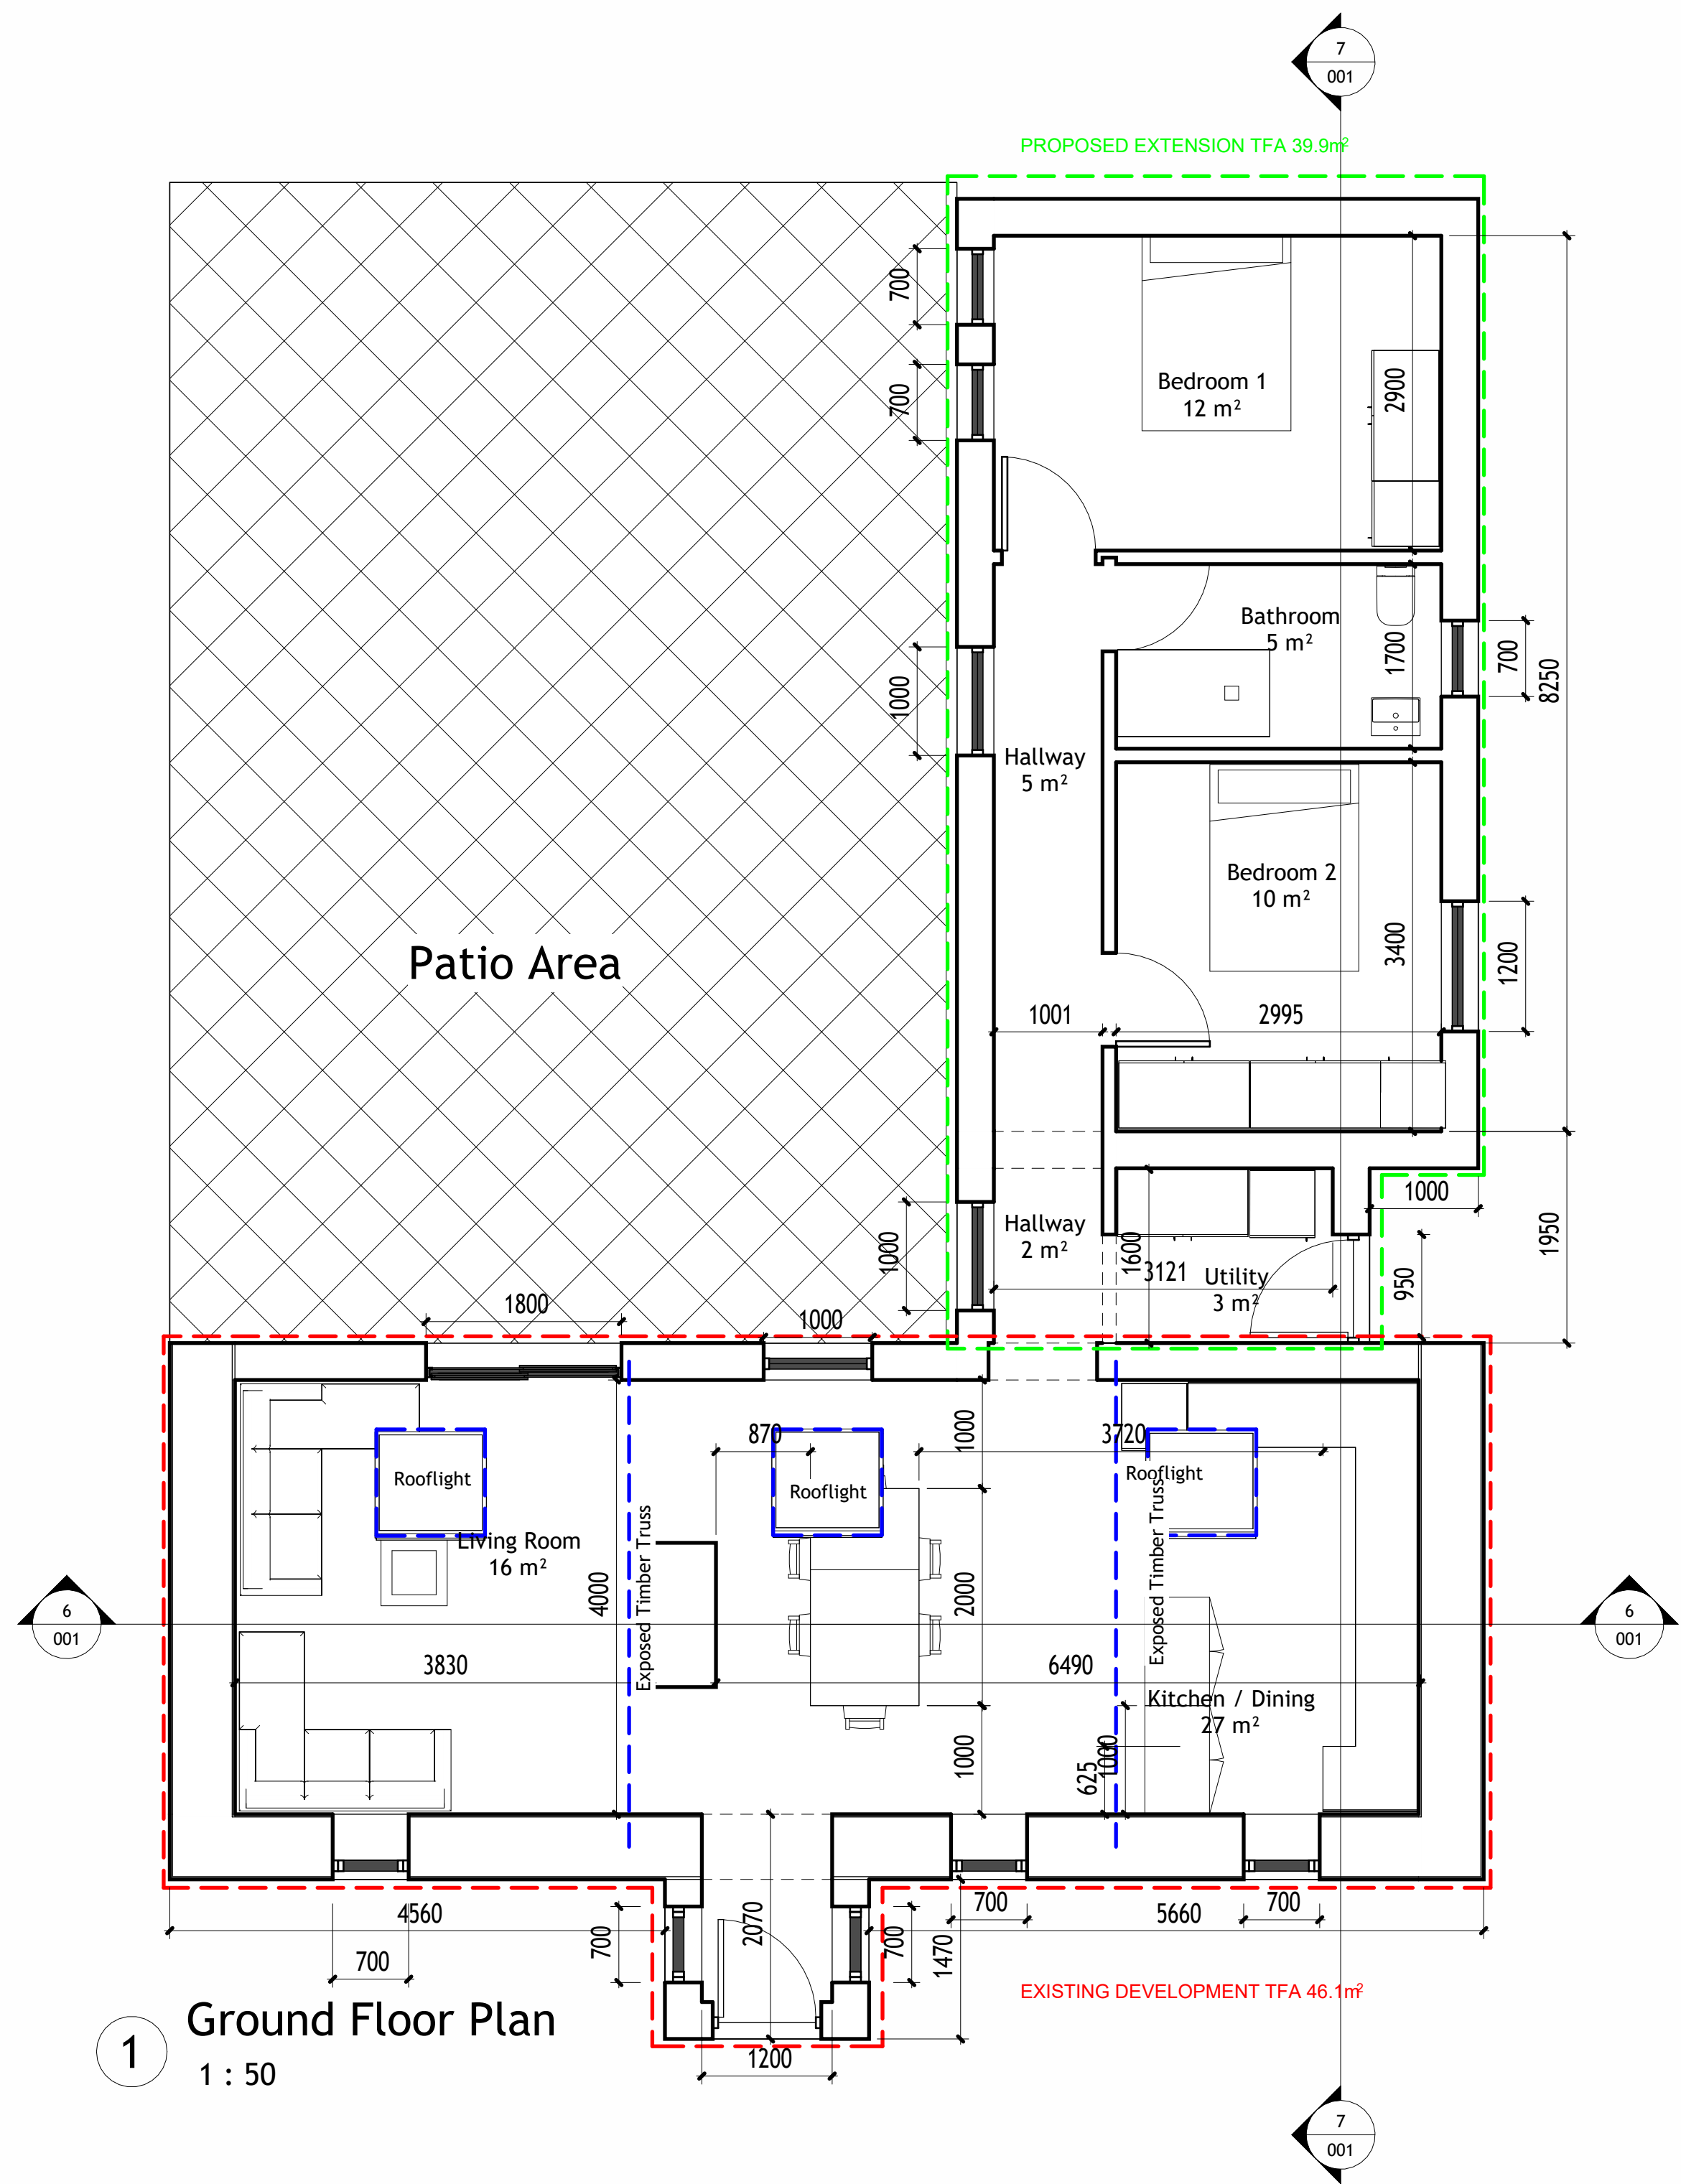 7
001
PROPOSED EXTENSION TFA 39.9m²
700
700
Bedroom 1
12 m²
2900
Bathroom
5 m²
1700
700
8250
1000
Hallway
5 m²
Bedroom 2
10 m²
3400
1200
Patio Area
1001
2995
1000
Hallway
2 m²
1000
1600
3121
Utility
3 m²
950
1950
1800
1000
870
1000
3720
Rooflight
Rooflight
Rooflight
Living Room
16 m²
4000
Exposed Timber Truss
2000
Exposed Timber Truss
6
001
6
001
3830
6490
Kitchen / Dining
27 m²
1000
625
1000
4560
700
700
2070
700
1470
700
5660
700
EXISTING DEVELOPMENT TFA 46.1m²
1
Ground Floor Plan
1 : 50
1200
7
001